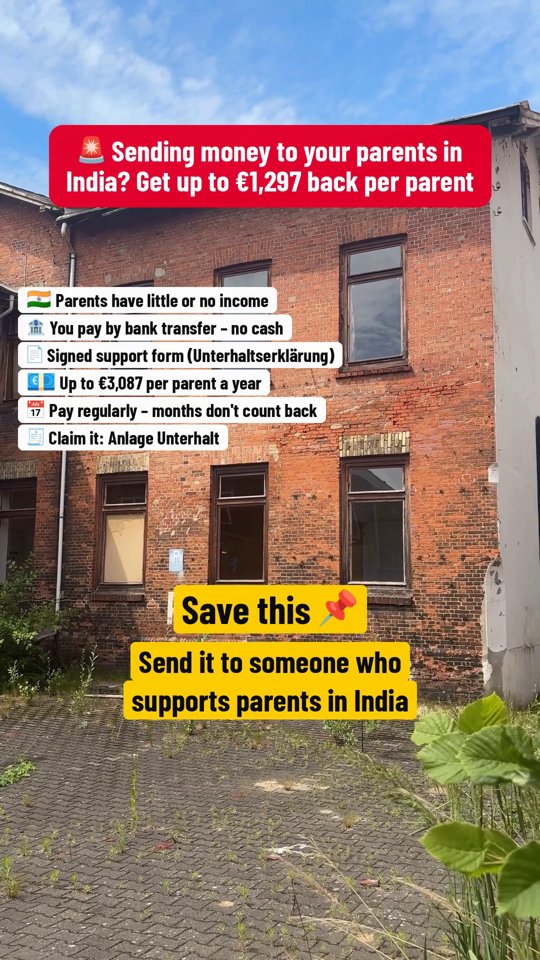 🚨 Sending money to your parents in
India? Get up to €1,297 back per parent
🇮🇳 Parents have little or no income
🏦 You pay by bank transfer – no cash
📄 Signed support form (Unterhaltserklärung)
💶 Up to €3,087 per parent a year
📅 Pay regularly – months don't count back
🧾 Claim it: Anlage Unterhalt
Save this 📌
Send it to someone who
supports parents in India